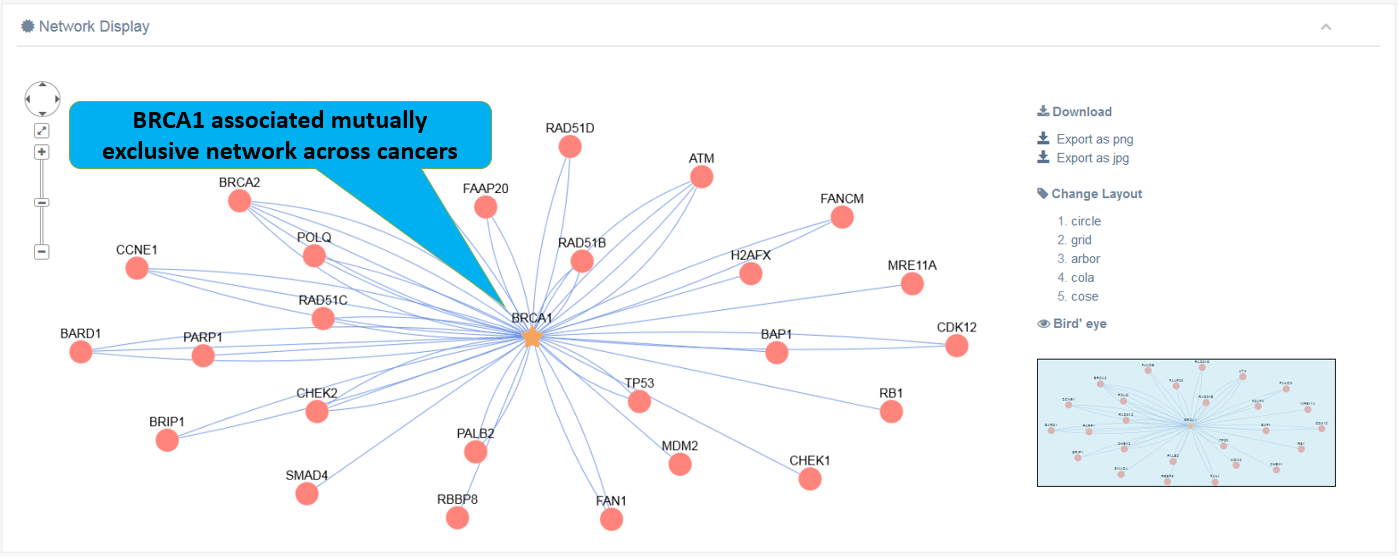 Network Display
BRCA1 associated mutually
exclusive network across cancers
RAD51D
ATM
BRCA2
FAAP20
FANCM
POLQ
RAD51B
CCNE1
H2AFX
MRE11A
RAD51C
BRCA1
BARD1
PARP1
BAP1
CDK12
CHEK2
TP53
RB1
BRIP1
PALB2
MDM2
CHEK1
SMAD4
RBBP8
FAN1
Download
Export as png
Export as jpg
Change Layout
1. circle
2. grid
3. arbor
4. cola
5. cose
Bird' eye